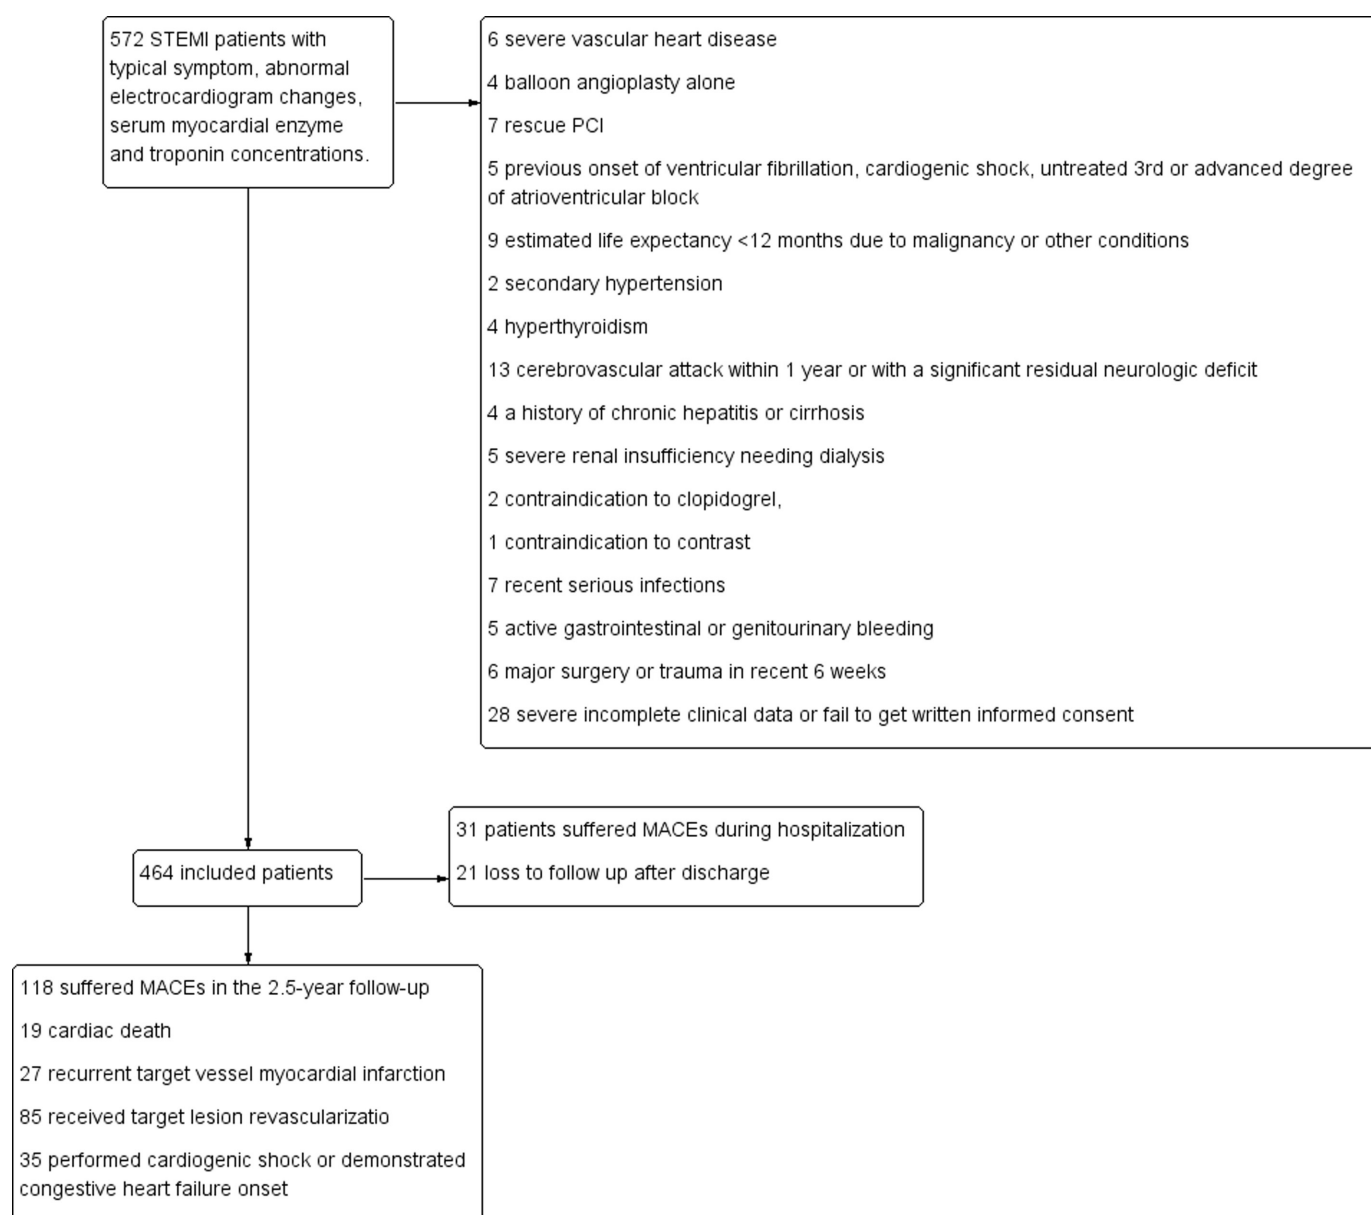 572 STEMI patients with
typical symptom, abnormal
electrocardiogram changes,
serum myocardial enzyme
and troponin concentrations.
6 severe vascular heart disease
4 balloon angioplasty alone
7 rescue PCI
5 previous onset of ventricular fibrillation, cardiogenic shock, untreated 3rd or advanced degree
of atrioventricular block
9 estimated life expectancy <12 months due to malignancy or other conditions
2 secondary hypertension
4 hyperthyroidism
13 cerebrovascular attack within 1 year or with a significant residual neurologic deficit
4 a history of chronic hepatitis or cirrhosis
5 severe renal insufficiency needing dialysis
2 contraindication to clopidogrel,
1 contraindication to contrast
7 recent serious infections
5 active gastrointestinal or genitourinary bleeding
6 major surgery or trauma in recent 6 weeks
28 severe incomplete clinical data or fail to get written informed consent
464 included patients
31 patients suffered MACEs during hospitalization
21 loss to follow up after discharge
118 suffered MACEs in the 2.5-year follow-up
19 cardiac death
27 recurrent target vessel myocardial infarction
85 received target lesion revascularizatio
35 performed cardiogenic shock or demonstrated
congestive heart failure onset